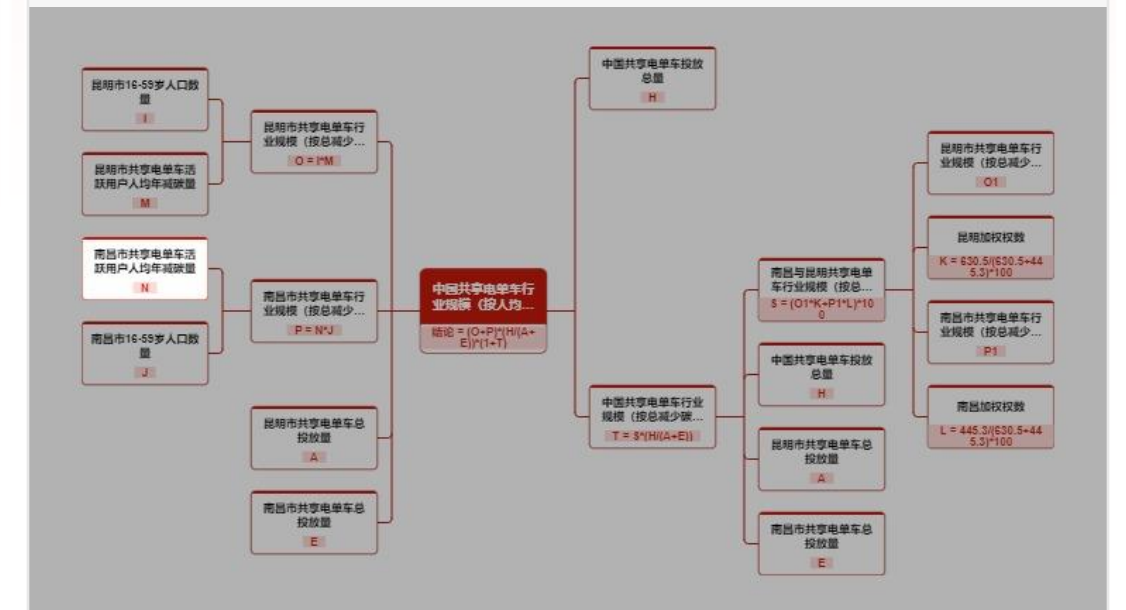 昆明市16-59岁人口数
量
I
昆明市共享电单车活
跃用户人均年减碳量
M
南昌市共享电单车活
跃用户人均年减碳量
N
南昌市16-59岁人口数
量
J
昆明市共享电单车行
业规模（按总减少...
O = I*M
南昌市共享电单车行
业规模（按总减少...
P = N*J
昆明市共享电单车总
投放量
A
南昌市共享电单车总
投放量
E
中国共享电单车行
业规模（按人均...
结论 = (O+P)*(H/(A+
E))*(1+T)
中国共享电单车投放
总量
H
中国共享电单车行业
规模（按总减少碳...
T = S*(H/(A+E))
南昌与昆明共享电单
车行业规模（按总...
S = (O1*K+P1*L)*10
0
中国共享电单车投放
总量
H
昆明市共享电单车总
投放量
A
南昌市共享电单车总
投放量
E
昆明市共享电单车行
业规模（按总减少...
O1
昆明加权权数
K = 630.5/(630.5+44
5.3)*100
南昌市共享电单车行
业规模（按总减少...
P1
南昌加权权数
L = 445.3/(630.5+44
5.3)*100